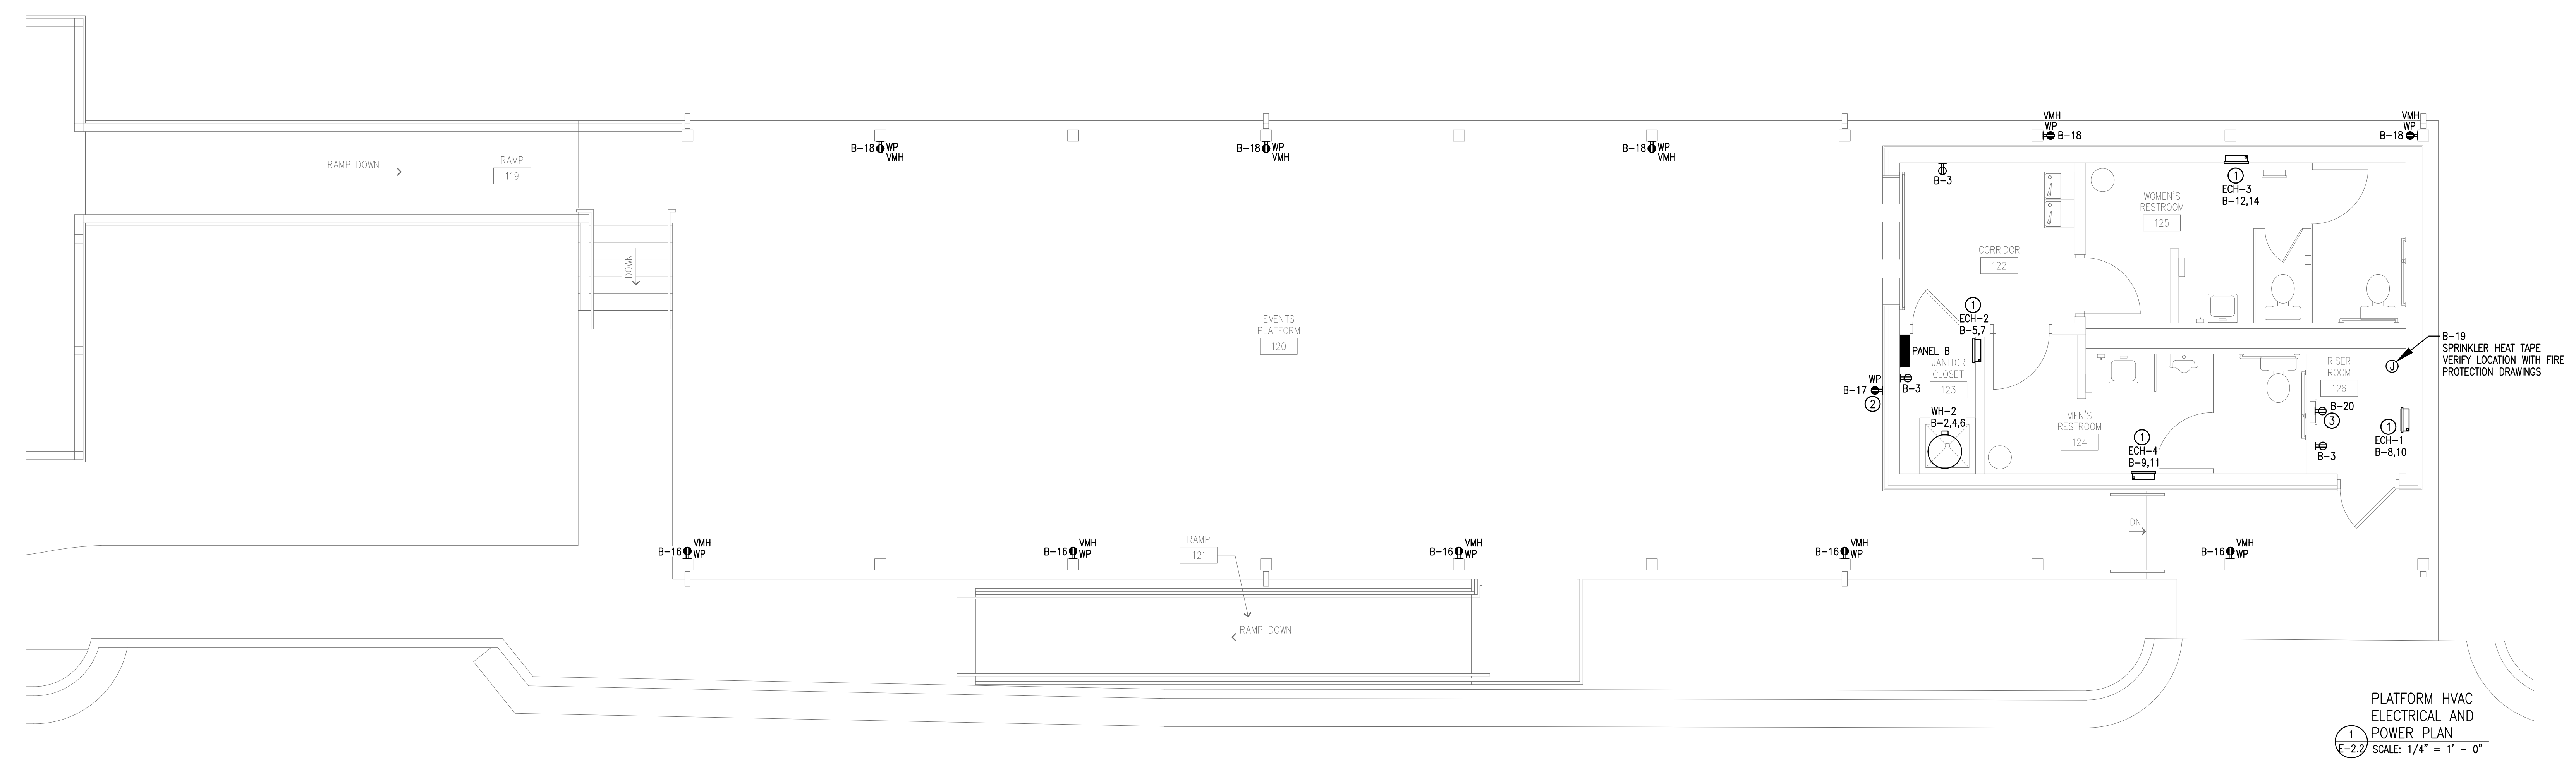 RAMP DOWN
RAMP
119
DOWN
B-18 WP
VMH
B-18 WP
VMH
B-18 WP
VMH
VMH
WP
B-18
VMH
WP
B-18
B-3
1
ECH-3
B-12,14
WOMEN'S
RESTROOM
125
CORRIDOR
122
EVENTS
PLATFORM
120
1
ECH-2
B-5,7
PANEL B
JANITOR
CLOSET
123
WP
B-17
2
B-3
WH-2
B-2,4,6
MEN'S
RESTROOM
124
1
ECH-4
B-9,11
RISER
ROOM
126
J
B-19
SPRINKLER HEAT TAPE
VERIFY LOCATION WITH FIRE
PROTECTION DRAWINGS
B-20
3
B-3
1
ECH-1
B-8,10
DN
VMH
B-16 WP
VMH
B-16 WP
VMH
B-16 WP
VMH
B-16 WP
VMH
B-16 WP
RAMP
121
RAMP DOWN
PLATFORM HVAC
ELECTRICAL AND
POWER PLAN
1
E-2.2
SCALE: 1/4" = 1' - 0"